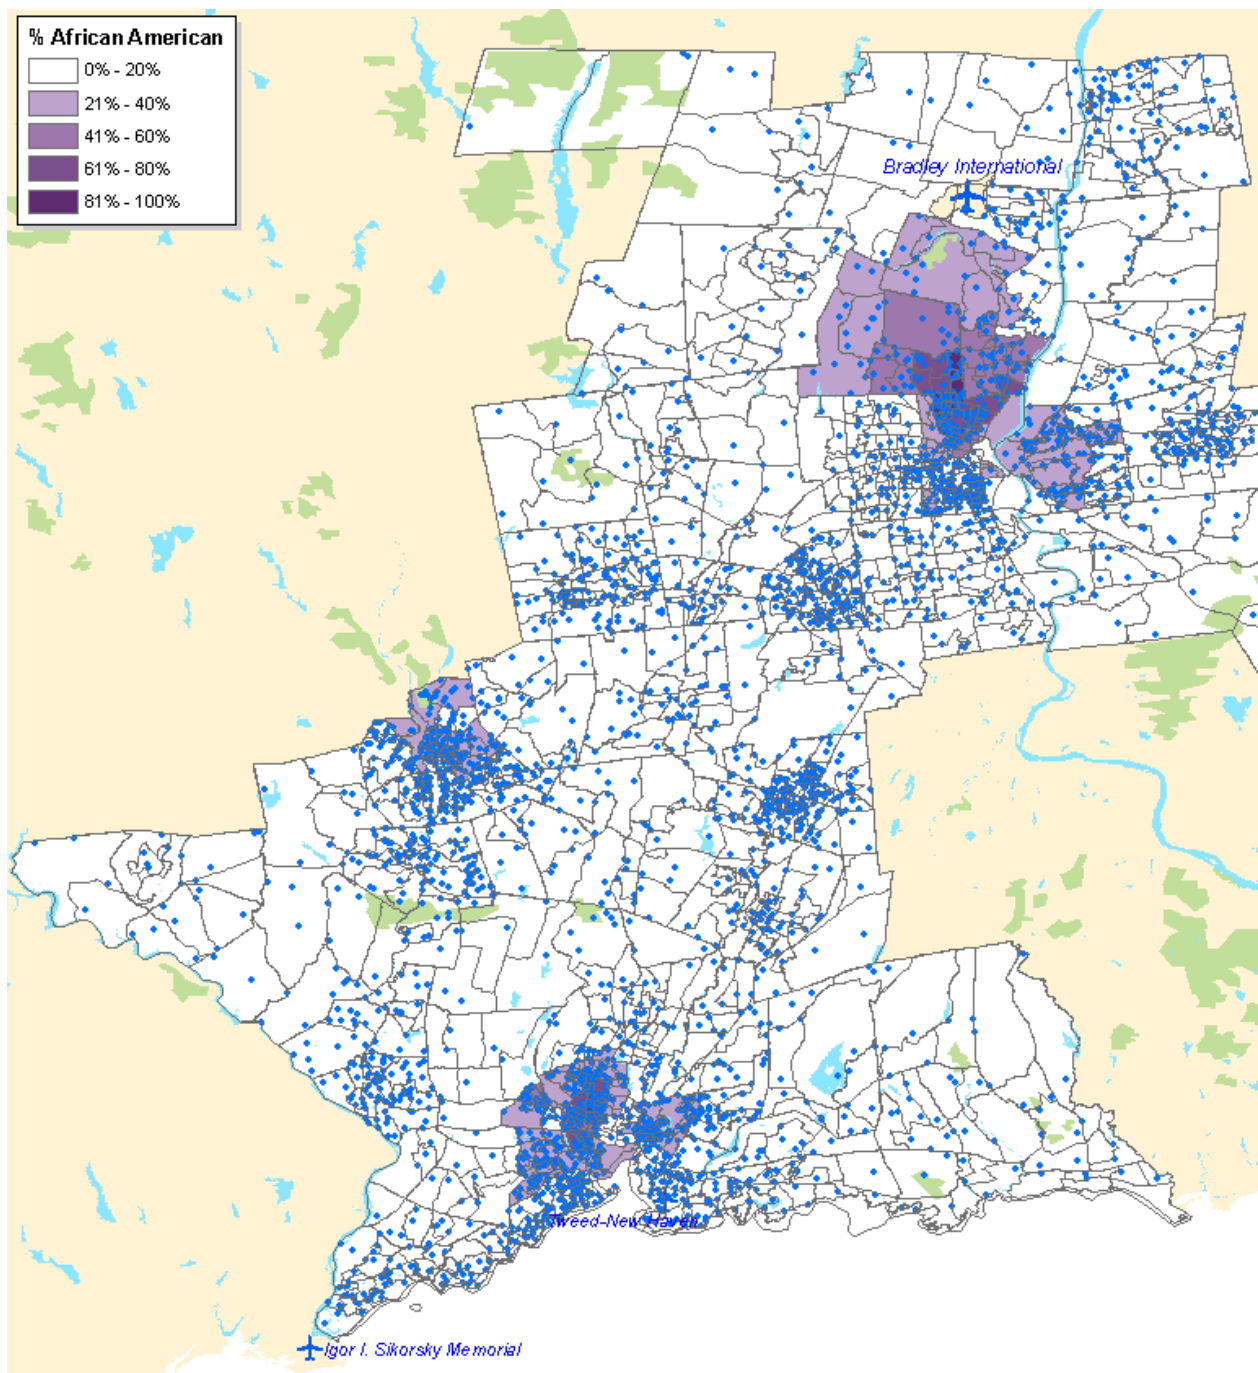 % African American
0% - 20%
21% - 40%
41% - 60%
61% - 80%
81% - 100%
Bradley International
Tweed-New Haven
Igor I. Sikorsky Memorial